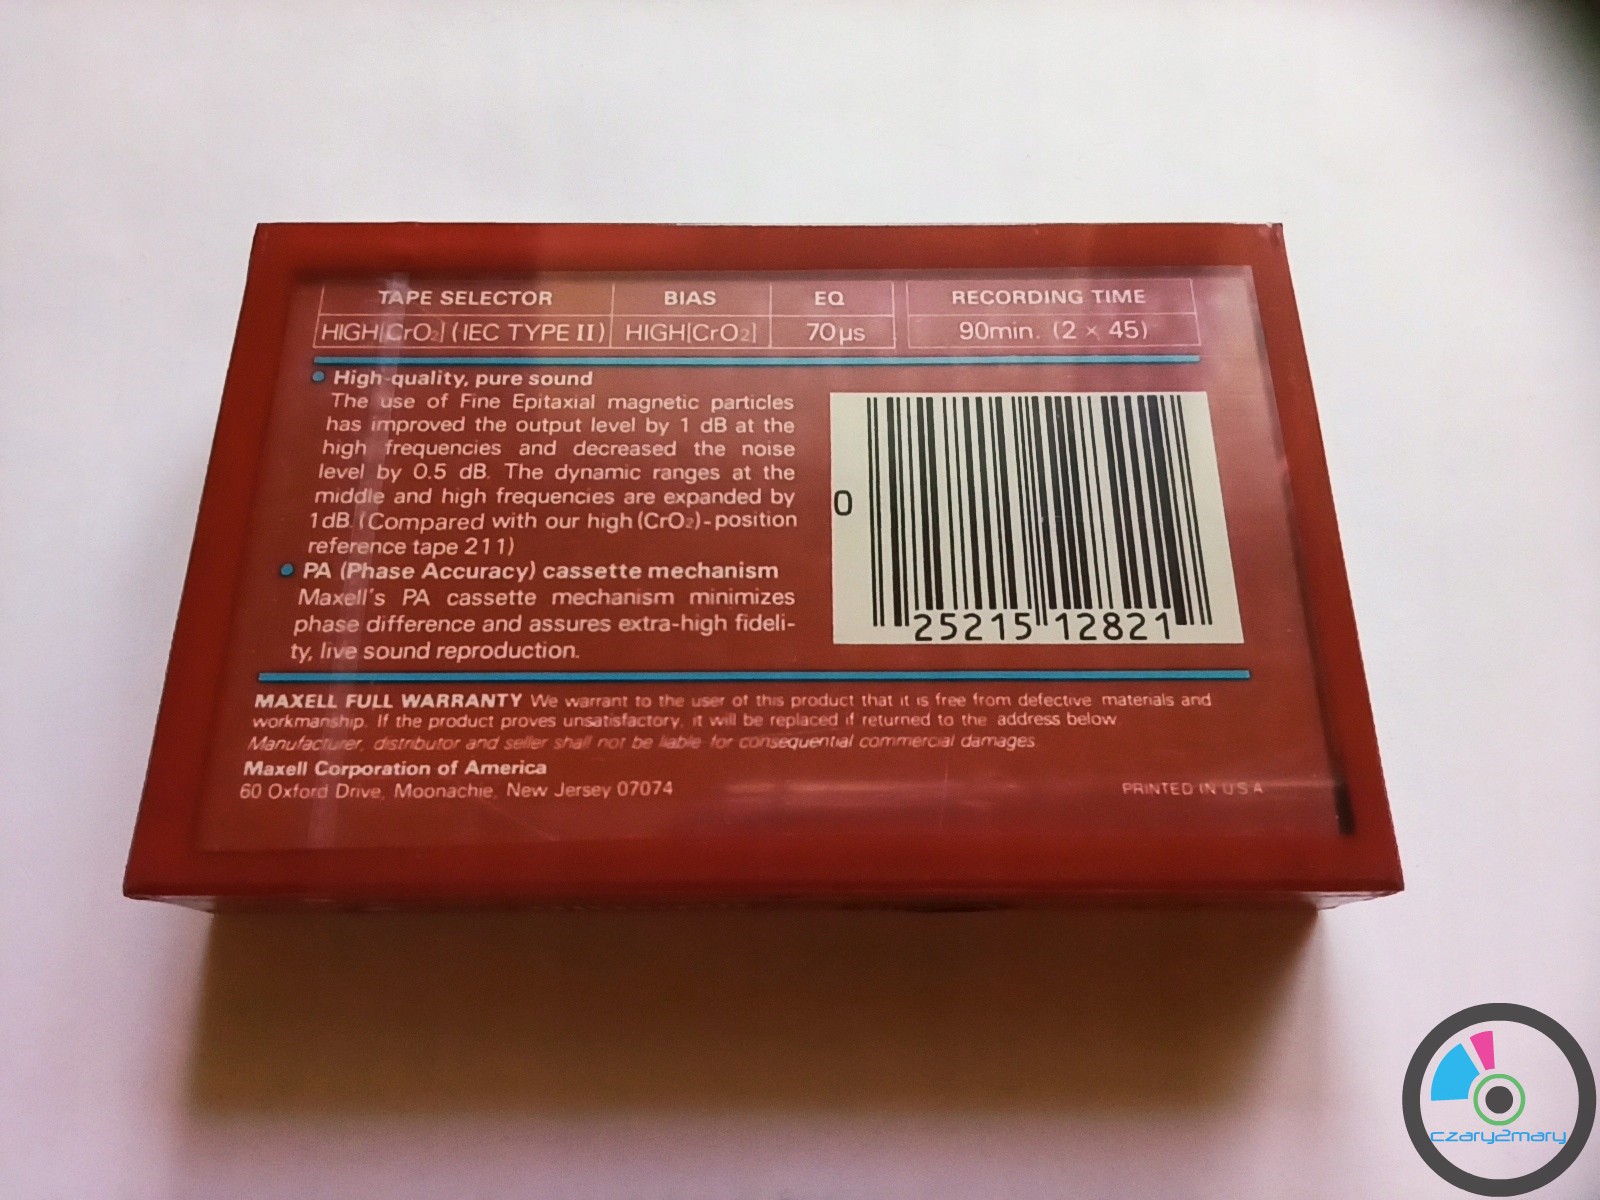 TAPE SELECTOR BIAS EQ RECORDING TIME
HIGH[CrO₂] (IEC TYPE II) HIGH[CrO₂] 70μs 90min. (2 × 45)
• High-quality, pure sound
The use of Fine Epitaxial magnetic particles
has improved the output level by 1 dB at the
high frequencies and decreased the noise
level by 0.5 dB. The dynamic ranges at the
middle and high frequencies are expanded by
1dB. (Compared with our high (CrO₂)-position
reference tape 211)
• PA (Phase Accuracy) cassette mechanism
Maxell's PA cassette mechanism minimizes
phase difference and assures extra-high fideli-
ty, live sound reproduction.
0 25215 12821
MAXELL FULL WARRANTY We warrant to the user of this product that it is free from defective materials and
workmanship. If the product proves unsatisfactory, it will be replaced if returned to the address below.
Manufacturer, distributor and seller shall not be liable for consequential commercial damages.
Maxell Corporation of America
60 Oxford Drive, Moonachie, New Jersey 07074
PRINTED IN U.S.A.
czary2mary